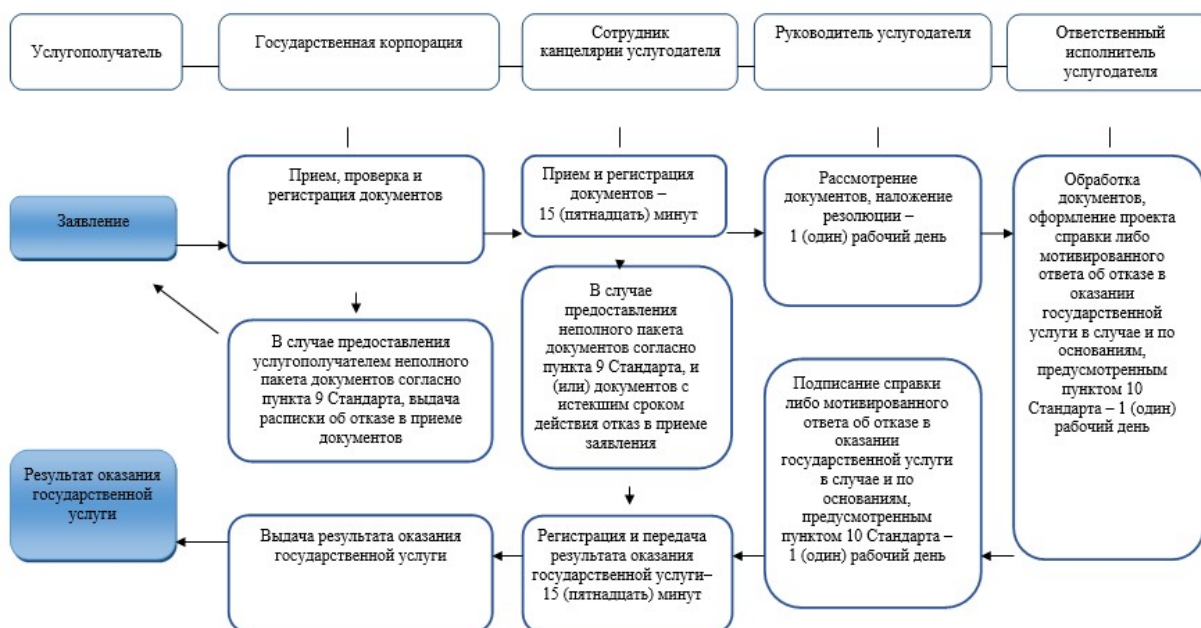 Услугополучатель
Государственная корпорация
Сотрудник
канцелярии услугодателя
Руководитель услугодателя
Ответственный
исполнитель
услугодателя
Заявление
Прием, проверка и
регистрация документов
Прием и регистрация
документов –
15 (пятнадцать) минут
Рассмотрение
документов, наложение
резолюции –
1 (один) рабочий день
Обработка
документов,
оформление проекта
справки либо
мотивированного
ответа об отказе в
оказании
государственной
услуги в случае и по
основаниям,
предусмотренным
пунктом 10
Стандарта – 1 (один)
рабочий день
В случае предоставления
услугополучателем неполного
пакета документов согласно
пункта 9 Стандарта, выдача
расписки об отказе в приеме
документов
В случае
предоставления
неполного пакета
документов согласно
пункта 9 Стандарта, и
(или) документов с
истекшим сроком
действия отказ в приеме
заявления
Подписание справки
либо мотивированного
ответа об отказе в
оказании
государственной услуги
в случае и по
основаниям,
предусмотренным
пунктом 10 Стандарта –
1 (один) рабочий день
Результат оказания
государственной
услуги
Выдача результата оказания
государственной услуги
Регистрация и передача
результата оказания
государственной услуги–
15 (пятнадцать) минут